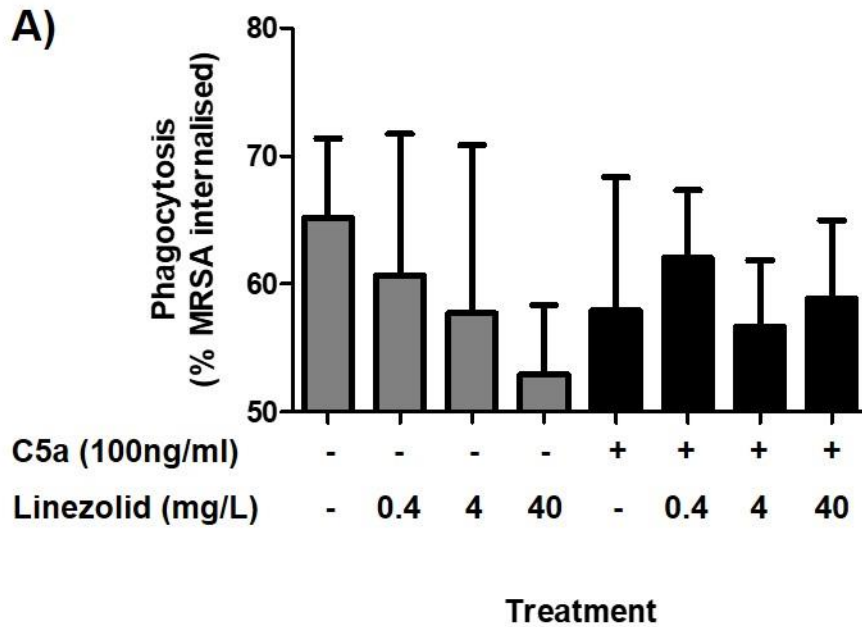 A)
80
70
60
50
Phagocytosis
(% MRSA internalised)
C5a (100ng/ml) - - - - + + + +
Linezolid (mg/L) - 0.4 4 40 - 0.4 4 40
Treatment